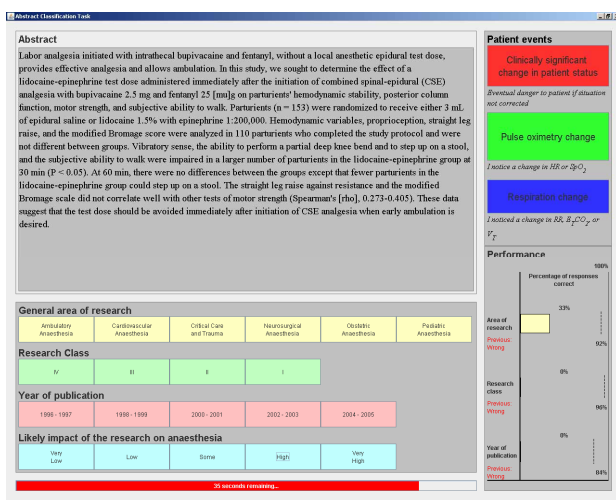 Abstract Classification Task
Abstract
Labor analgesia initiated with intrathecal bupivacaine and fentanyl, without a local anesthetic epidural test dose,
provides effective analgesia and allows ambulation. In this study, we sought to determine the effect of a
lidocaine-epinephrine test dose administered immediately after the initiation of combined spinal-epidural (CSE)
analgesia with bupivacaine 2.5 mg and fentanyl 25 [mu]g on parturients' hemodynamic stability, posterior column
function, motor strength, and subjective ability to walk. Parturients (n = 153) were randomized to receive either 3 mL
of epidural saline or lidocaine 1.5% with epinephrine 1:200,000. Hemodynamic variables, proprioception, straight leg
raise, and the modified Bromage score were analyzed in 110 parturients who completed the study protocol and were
not different between groups. Vibratory sense, the ability to perform a partial deep knee bend and to step up on a stool,
and the subjective ability to walk were impaired in a larger number of parturients in the lidocaine-epinephrine group at
30 min (P < 0.05). At 60 min, there were no differences between the groups except that fewer parturients in the
lidocaine-epinephrine group could step up on a stool. The straight leg raise against resistance and the modified
Bromage scale did not correlate well with other tests of motor strength (Spearman's [rho], 0.273-0.405). These data
suggest that the test dose should be avoided immediately after initiation of CSE analgesia when early ambulation is
desired.
General area of research
Ambulatory Anaesthesia
Cardiovascular Anaesthesia
Critical Care and Trauma
Neurosurgical Anaesthesia
Obstetric Anaesthesia
Pediatric Anaesthesia
Research Class
IV III II I
Year of publication
1996 - 1997 1998 - 1999 2000 - 2001 2002 - 2003 2004 - 2005
Likely impact of the research on anaesthesia
Very Low
Low
Some
High
Very High
35 seconds remaining...
Patient events
Clinically significant
change in patient status
Eventual danger to patient if situation
not corrected
Pulse oximetry change
I notice a change in HR or SpO2
Respiration change
I noticed a change in RR, ETCO2, or
VT
Performance
100%
Percentage of responses
correct
33%
Area of
research
Previous:
Wrong
92%
0%
Research
class
Previous:
Wrong
96%
0%
Year of
publication
Previous:
Wrong
84%